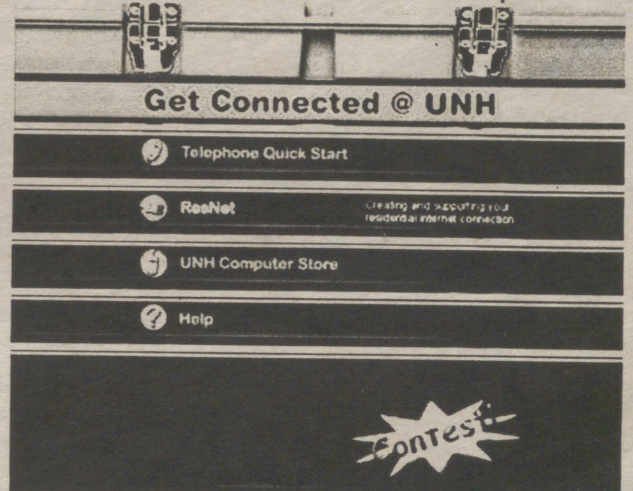 Get Connected @ UNH
Telephone Quick Start
ResNet
Creating and supporting your
residential internet connection
UNH Computer Store
Help
Contest!